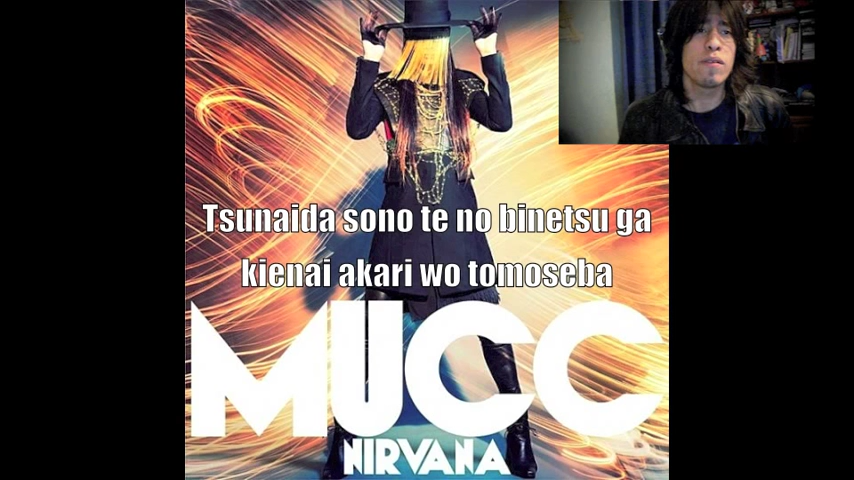 Tsunaida sono te no binetsu ga
kienai akari wo tomoseba
MUCC
NIRVANA